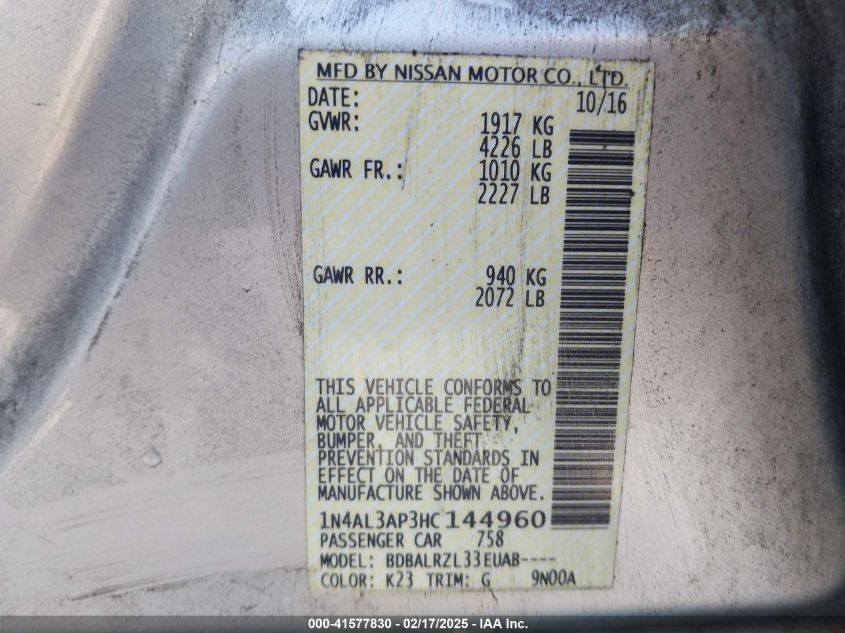 MFD BY NISSAN MOTOR CO., LTD.
DATE: 10/16
GVWR: 1917 KG
4226 LB
GAWR FR.: 1010 KG
2227 LB
GAWR RR.: 940 KG
2072 LB
THIS VEHICLE CONFORMS TO
ALL APPLICABLE FEDERAL
MOTOR VEHICLE SAFETY,
BUMPER, AND THEFT
PREVENTION STANDARDS IN
EFFECT ON THE DATE OF
MANUFACTURE SHOWN ABOVE.
1N4AL3AP3HC144960
PASSENGER CAR 758
MODEL: BDBALRZL33EUAB----
COLOR: K23 TRIM: G 9N00A
000-41577830 - 02/17/2025 - IAA Inc.